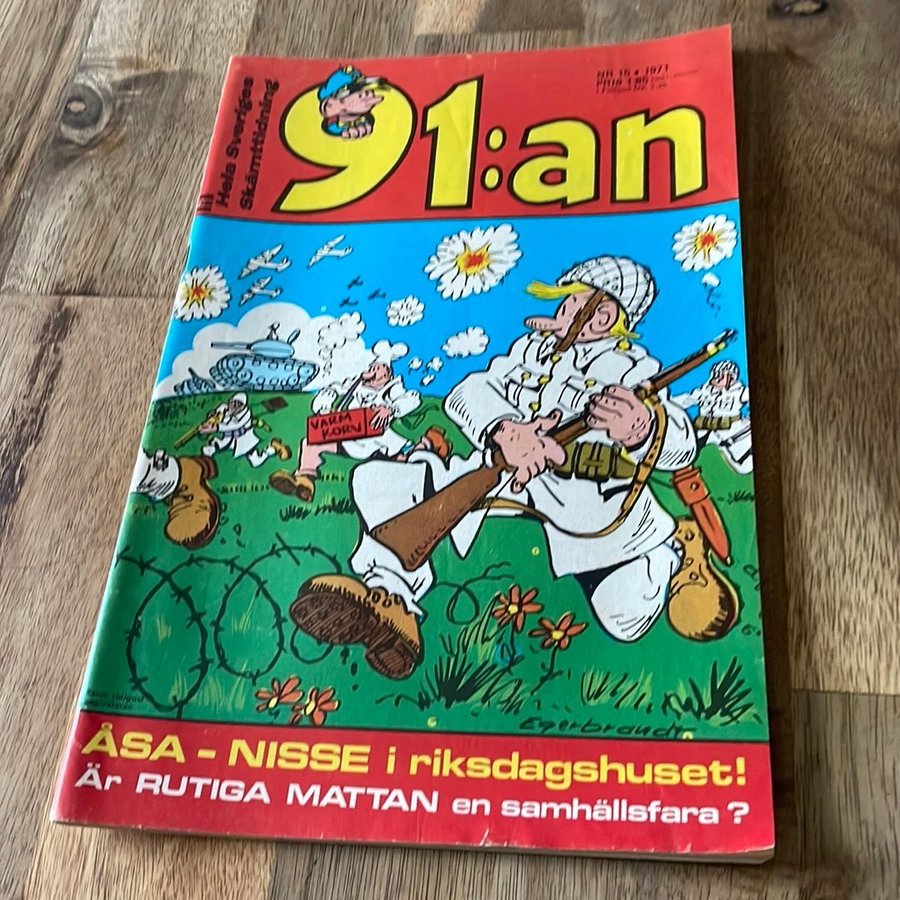 Hela Sveriges
Skämttidning
91:an
NR 15 • 1971
VARM
KORV
Egerbrandt
ÅSA - NISSE i riksdagshuset!
Är RUTIGA MATTAN en samhällsfara?